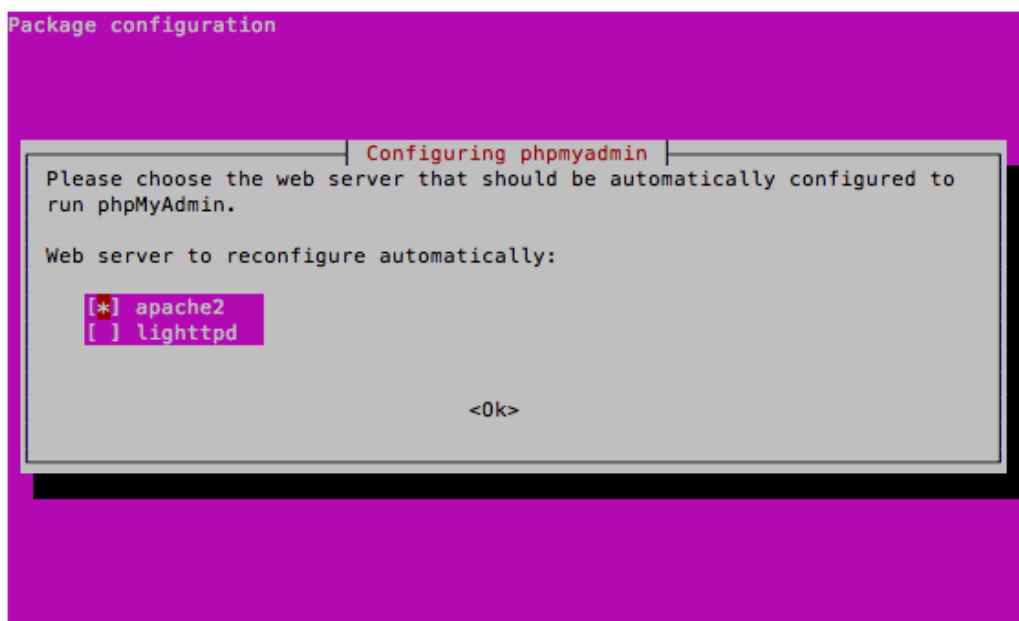 Package configuration
Configuring phpmyadmin
Please choose the web server that should be automatically configured to
run phpMyAdmin.
Web server to reconfigure automatically:
[*] apache2
[ ] lighttpd
<Ok>